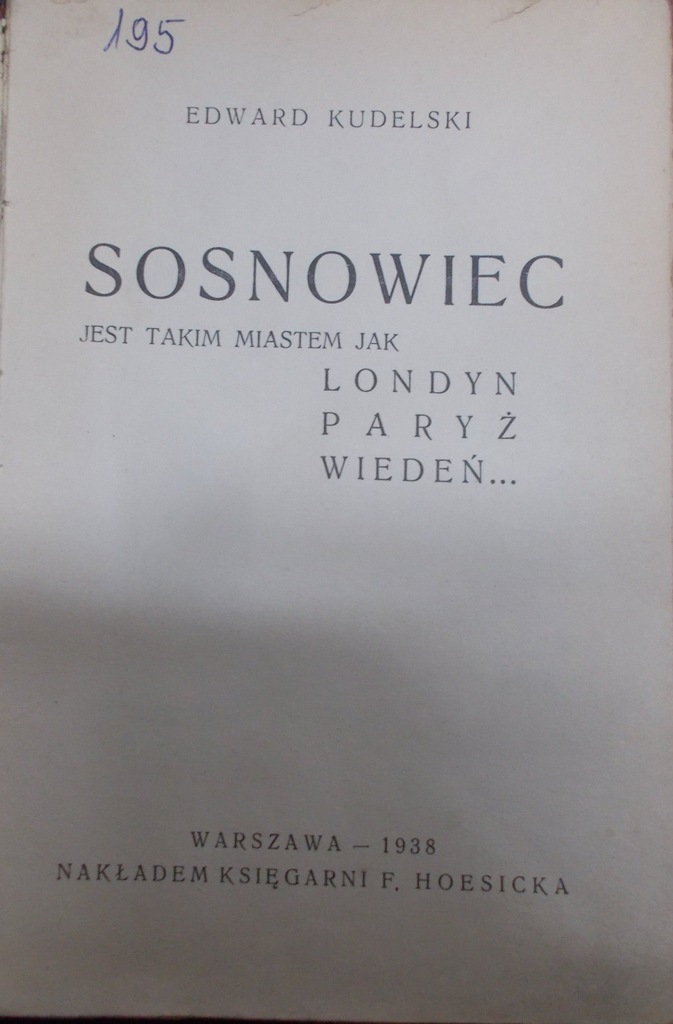 195
EDWARD KUDELSKI
SOSNOWIEC
JEST TAKIM MIASTEM JAK
LONDYN
PARYŻ
WIEDEŃ...
WARSZAWA — 1938
NAKŁADEM KSIĘGARNI F. HOESICKA